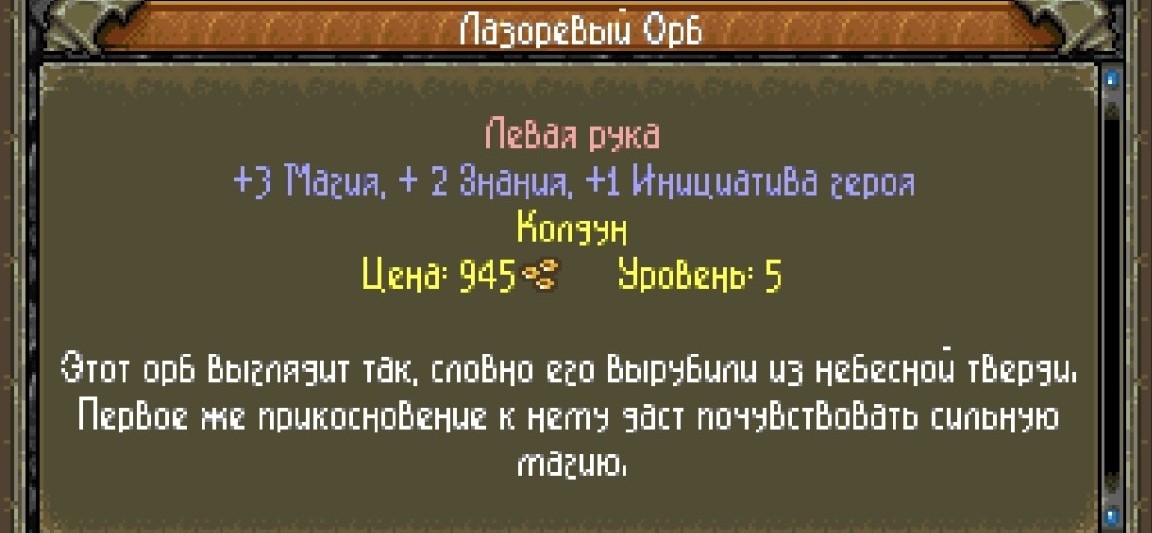 Лазоревый Орб
Левая рука
+3 Магия, + 2 Знания, +1 Инициатива героя
Колдун
Цена: 945 Уровень: 5
Этот орб выглядит так, словно его вырубили из небесной тверди.
Первое же прикосновение к нему даст почувствовать сильную
магию.